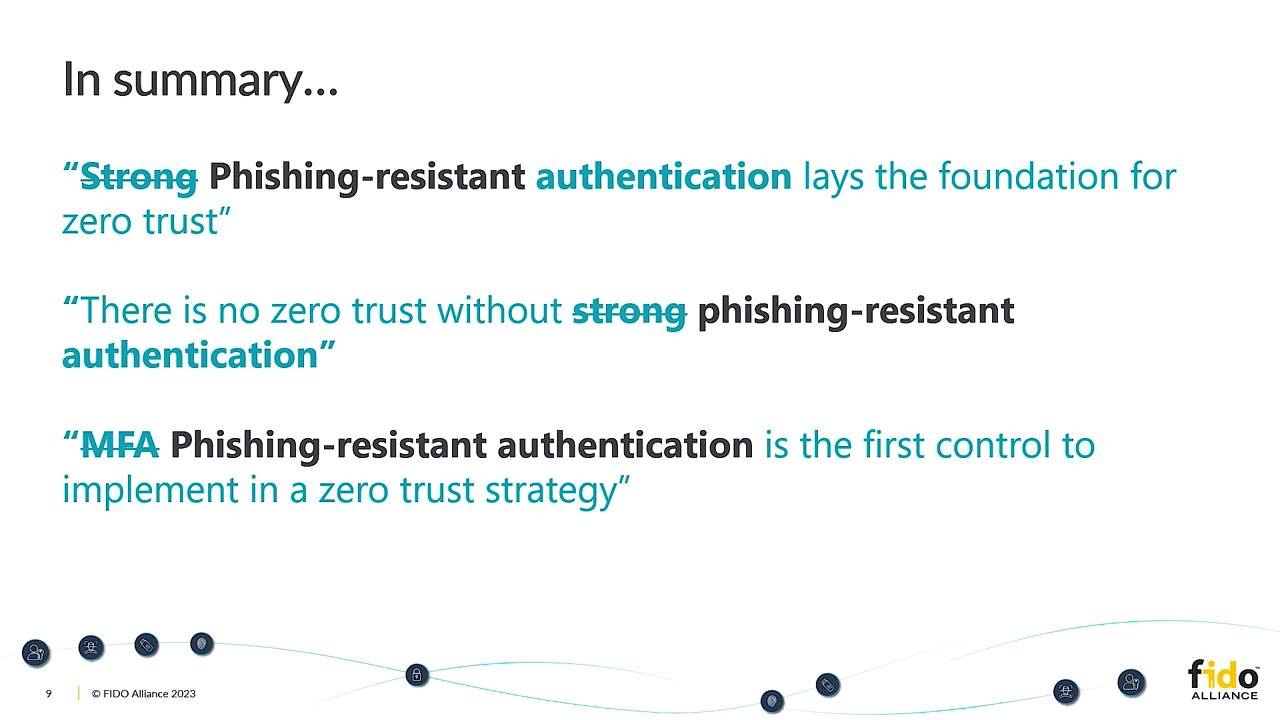 In summary…
“Strong Phishing-resistant authentication lays the foundation for
zero trust”
“There is no zero trust without strong phishing-resistant
authentication”
“MFA Phishing-resistant authentication is the first control to
implement in a zero trust strategy”
9
© FIDO Alliance 2023
fido™
ALLIANCE